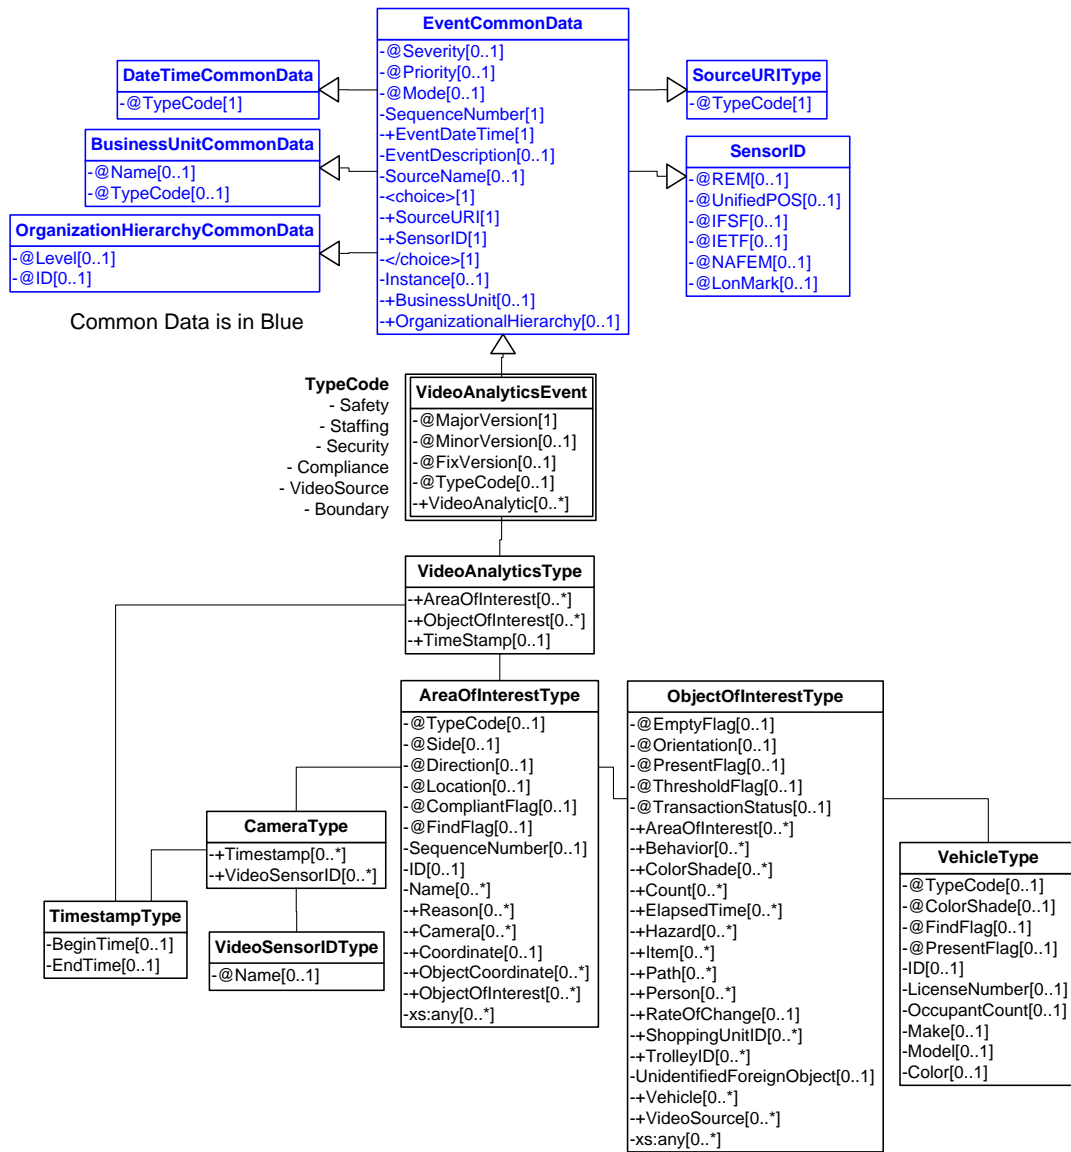 EventCommonData
-@Severity[0..1]
-@Priority[0..1]
-@Mode[0..1]
-SequenceNumber[1]
-+EventDateTime[1]
-EventDescription[0..1]
-SourceName[0..1]
-<choice>[1]
-+SourceURI[1]
-+SensorID[1]
-</choice>[1]
-Instance[0..1]
-+BusinessUnit[0..1]
-+OrganizationalHierarchy[0..1]
DateTimeCommonData
-@TypeCode[1]
BusinessUnitCommonData
-@Name[0..1]
-@TypeCode[0..1]
OrganizationHierarchyCommonData
-@Level[0..1]
-@ID[0..1]
Common Data is in Blue
SourceURIType
-@TypeCode[1]
SensorID
-@REM[0..1]
-@UnifiedPOS[0..1]
-@IFSF[0..1]
-@IETF[0..1]
-@NAFEM[0..1]
-@LonMark[0..1]
TypeCode
- Safety
- Staffing
- Security
- Compliance
- VideoSource
- Boundary
VideoAnalyticsEvent
-@MajorVersion[1]
-@MinorVersion[0..1]
-@FixVersion[0..1]
-@TypeCode[0..1]
-+VideoAnalytic[0..*]
VideoAnalyticsType
-+AreaOfInterest[0..*]
-+ObjectOfInterest[0..*]
-+TimeStamp[0..1]
AreaOfInterestType
-@TypeCode[0..1]
-@Side[0..1]
-@Direction[0..1]
-@Location[0..1]
-@CompliantFlag[0..1]
-@FindFlag[0..1]
-SequenceNumber[0..1]
-ID[0..1]
-Name[0..*]
-+Reason[0..*]
-+Camera[0..*]
-+Coordinate[0..1]
-+ObjectCoordinate[0..*]
-+ObjectOfInterest[0..*]
-xs:any[0..*]
ObjectOfInterestType
-@EmptyFlag[0..1]
-@Orientation[0..1]
-@PresentFlag[0..1]
-@ThresholdFlag[0..1]
-@TransactionStatus[0..1]
-+AreaOfInterest[0..*]
-+Behavior[0..*]
-+ColorShade[0..*]
-+Count[0..*]
-+ElapsedTime[0..*]
-+Hazard[0..*]
-+Item[0..*]
-+Path[0..*]
-+Person[0..*]
-+RateOfChange[0..1]
-+ShoppingUnitID[0..*]
-+TrolleyID[0..*]
-UnidentifiedForeignObject[0..1]
-+Vehicle[0..*]
-+VideoSource[0..*]
-xs:any[0..*]
CameraType
-+Timestamp[0..*]
-+VideoSensorID[0..*]
TimestampType
-BeginTime[0..1]
-EndTime[0..1]
VideoSensorIDType
-@Name[0..1]
VehicleType
-@TypeCode[0..1]
-@ColorShade[0..1]
-@FindFlag[0..1]
-@PresentFlag[0..1]
-ID[0..1]
-LicenseNumber[0..1]
-OccupantCount[0..1]
-Make[0..1]
-Model[0..1]
-Color[0..1]